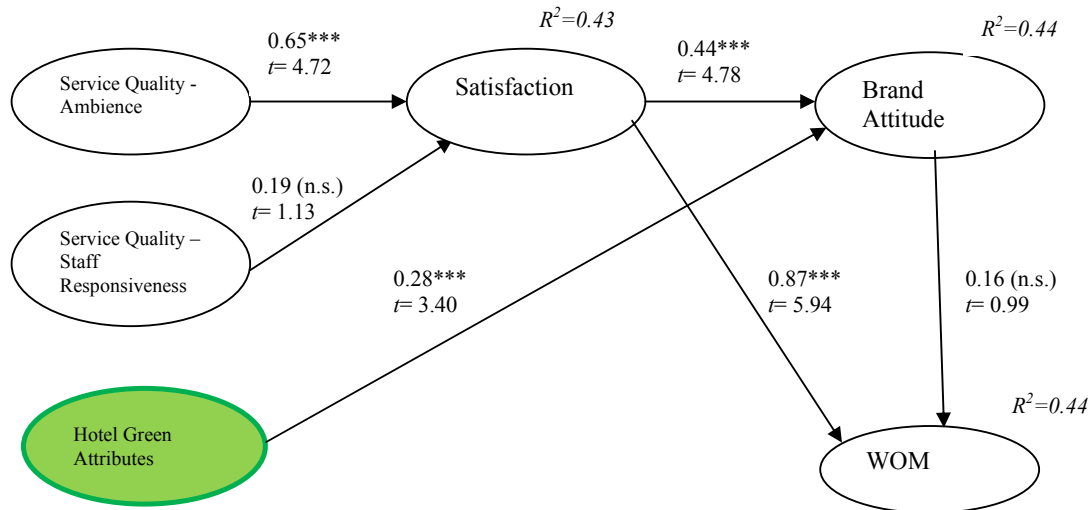 R²=0.43
R²=0.44
0.65***
t= 4.72
0.44***
t= 4.78
Service Quality -
Ambience
Satisfaction
Brand
Attitude
0.19 (n.s.)
t= 1.13
Service Quality –
Staff
Responsiveness
0.28***
t= 3.40
0.87***
t= 5.94
0.16 (n.s.)
t= 0.99
R²=0.44
Hotel Green
Attributes
WOM